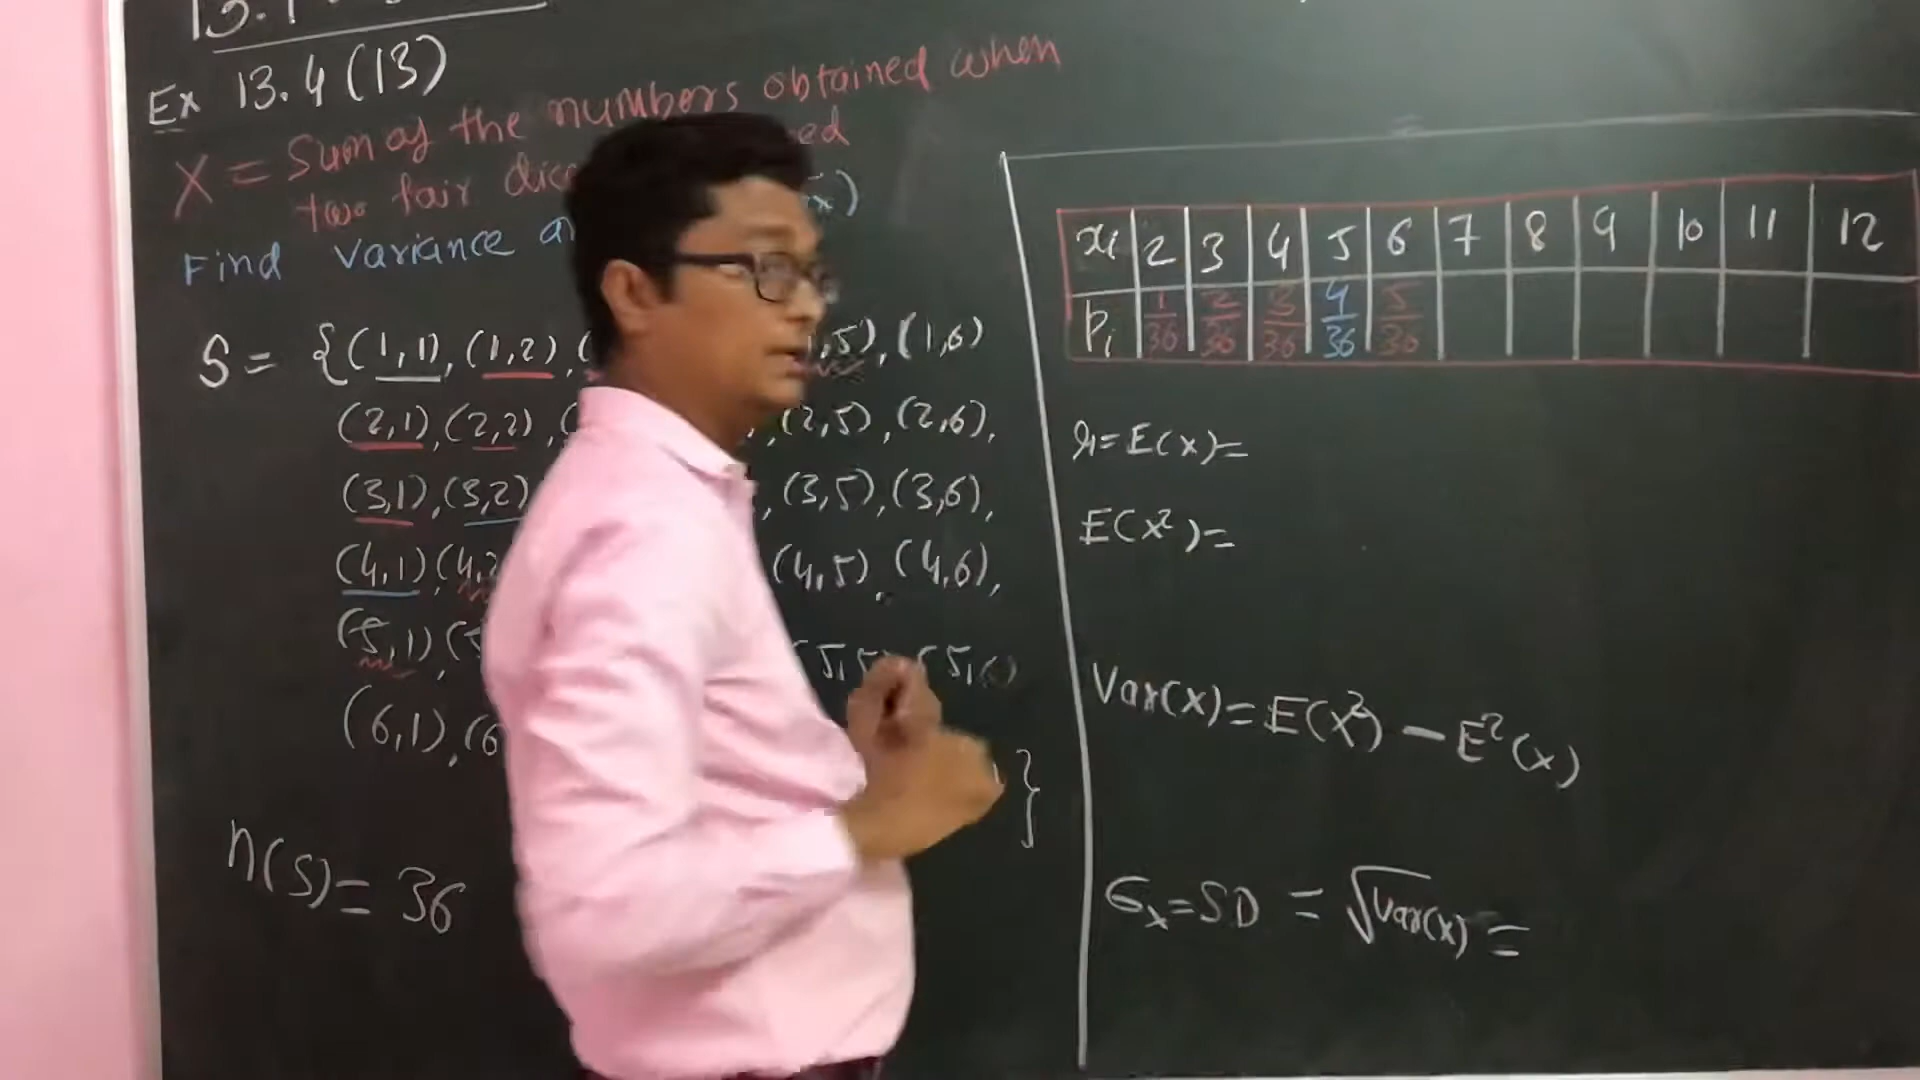 13.
Ex 13.4 (13)
X = Sum of the numbers obtained when
two fair dice
Find Variance
S = {(1,1), (1,2), ,5), (1,6)
(2,1), (2,2), , (2,5), (2,6),
(3,1), (3,2) , (3,5), (3,6),
(4,1) (4,2 (4,5), (4,6),
(5,1), (5,5) (5,6)
(6,1), (6 }
n(S) = 36
xi 2 3 4 5 6 7 8 9 10 11 12
Pi 1/36 2/36 3/36 4/36 5/36
μ = E(x) =
E(x²) =
Var(x) = E(x²) - E²(x)
σx = SD = √Var(x) =